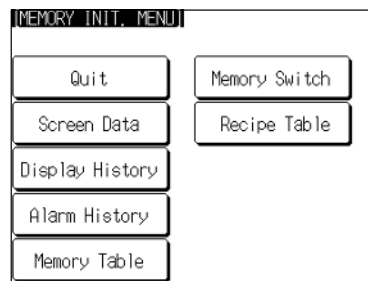 [MEMORY INIT. MENU]
Quit
Memory Switch
Screen Data
Recipe Table
Display History
Alarm History
Memory Table